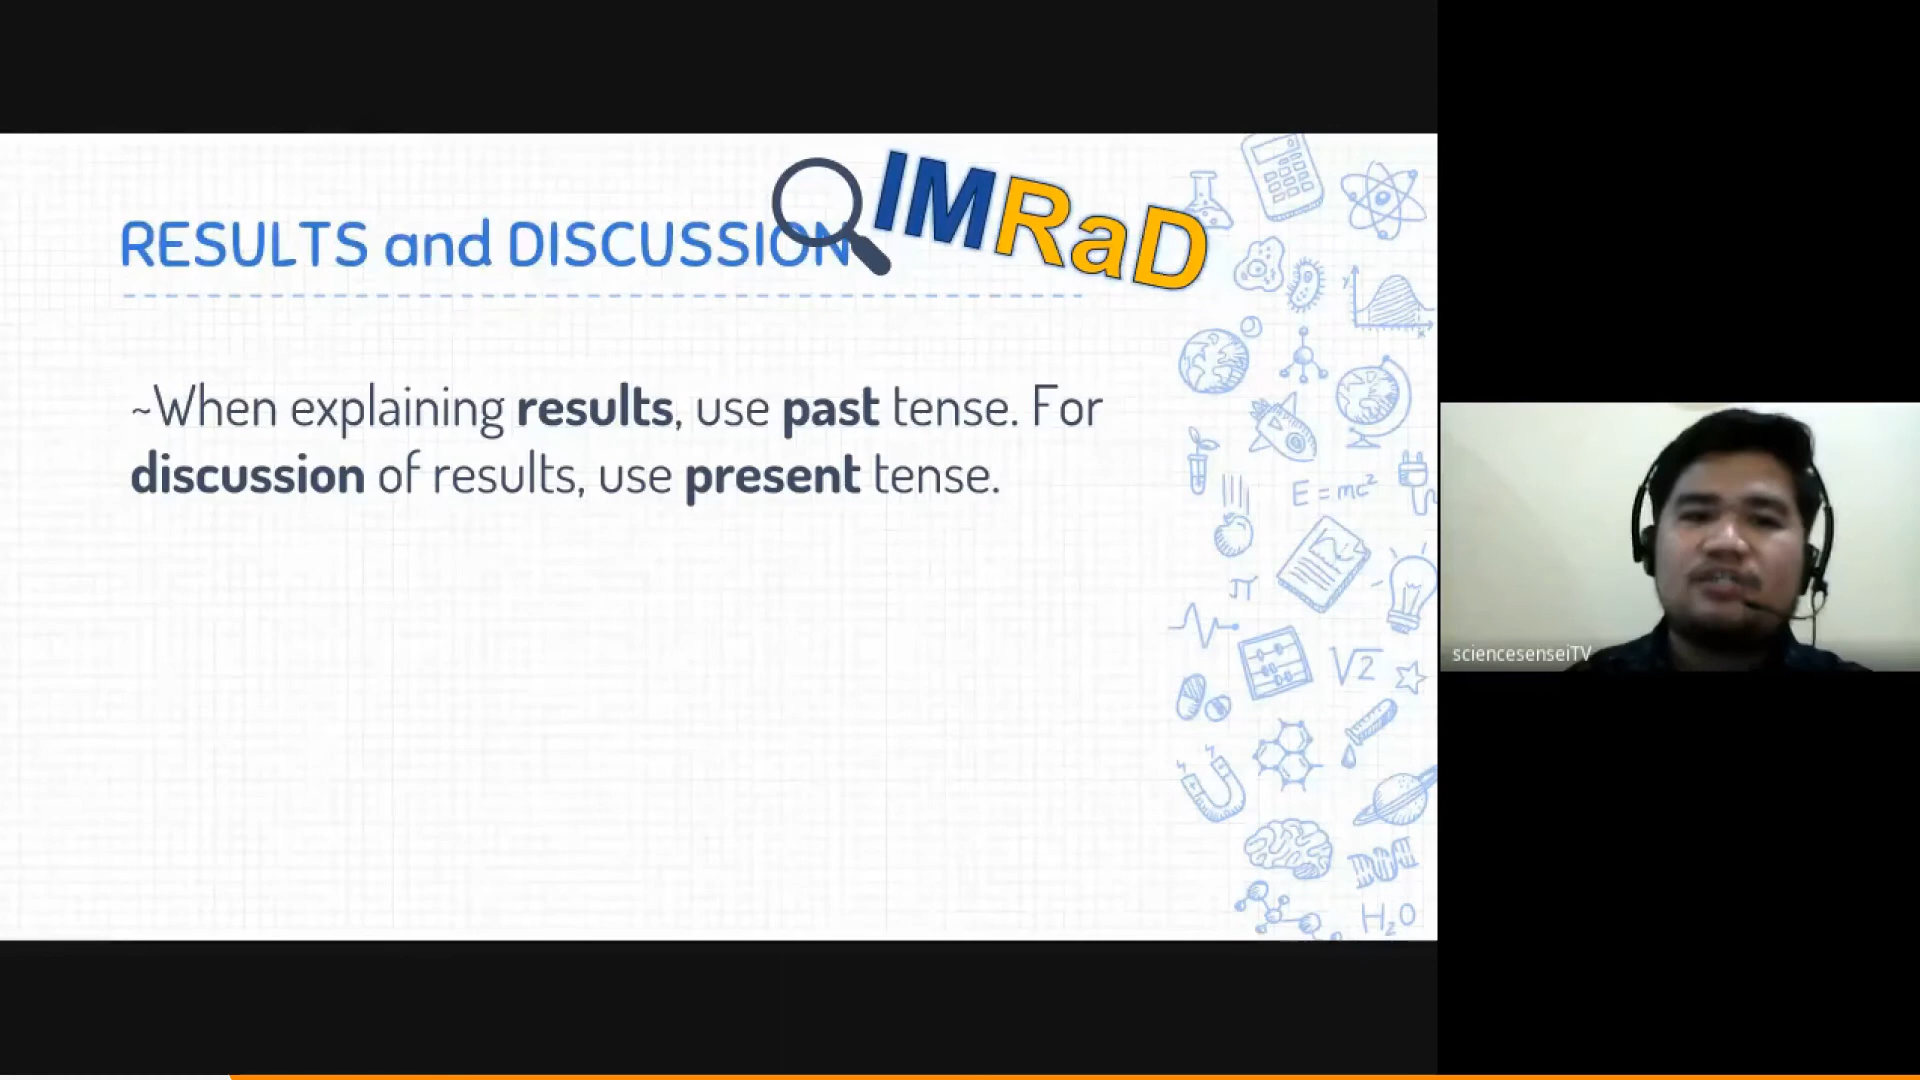 RESULTS and DISCUSSION
IMRaD
~When explaining results, use past tense. For
discussion of results, use present tense.
y
x
E=mc²
π
√2
H₂O
sciencesenseiTV